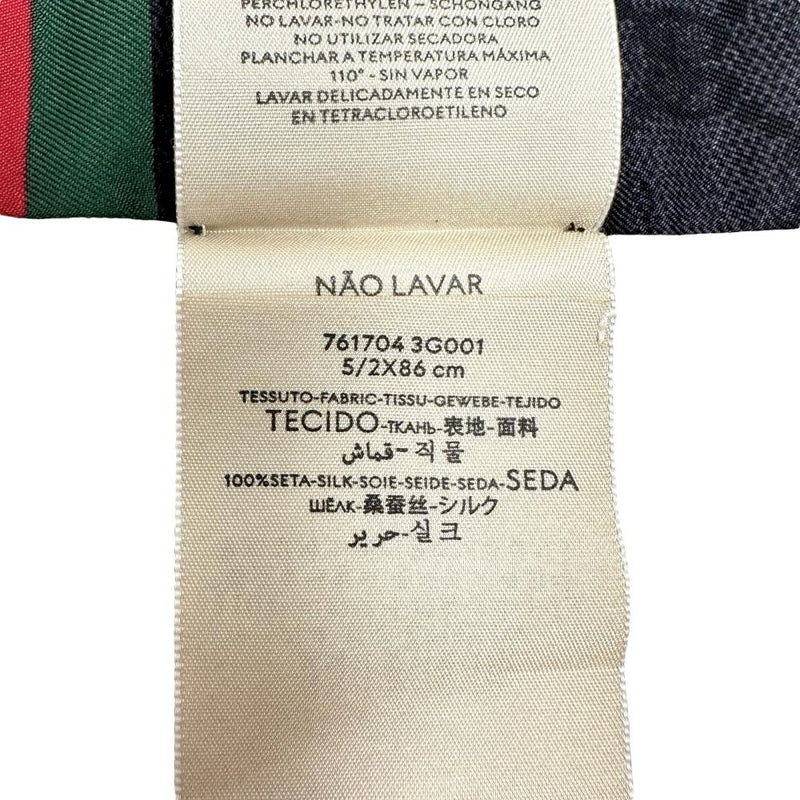 PERCHLORETHYLEN – SCHONGANG
NO LAVAR-NO TRATAR CON CLORO
NO UTILIZAR SECADORA
PLANCHAR A TEMPERATURA MÁXIMA
110° - SIN VAPOR
LAVAR DELICADAMENTE EN SECO
EN TETRACLOROETILENO
NÃO LAVAR
761704 3G001
5/2X86 cm
TESSUTO-FABRIC-TISSU-GEWEBE-TEJIDO
TECIDO-ТКАНЬ-表地-面料
قماش-직물
100%SETA-SILK-SOIE-SEIDE-SEDA-SEDA
ШЁЛК-桑蚕丝-シルク
حرير-실크